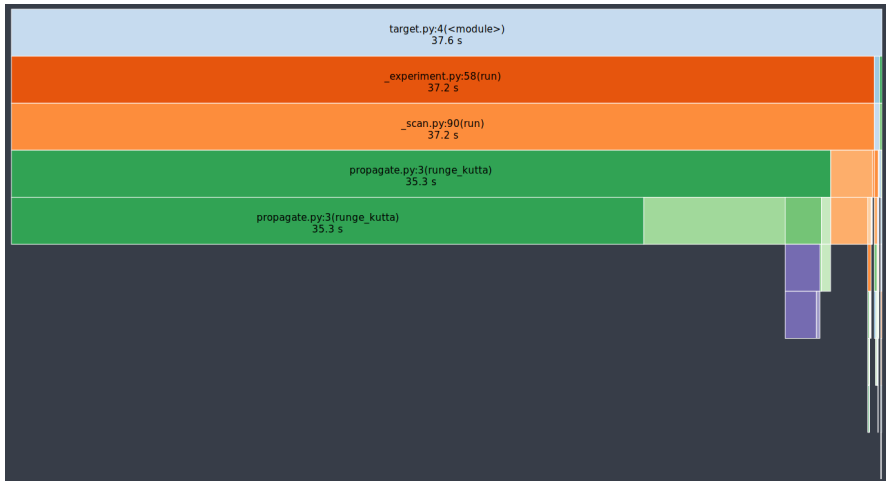 target.py:4(<module>)
37.6 s
_experiment.py:58(run)
37.2 s
_scan.py:90(run)
37.2 s
propagate.py:3(runge_kutta)
35.3 s
propagate.py:3(runge_kutta)
35.3 s